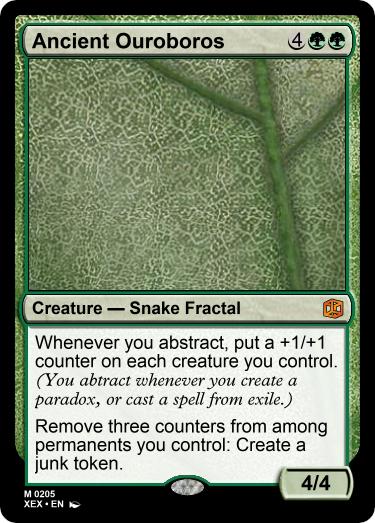 Ancient Ouroboros 4
Creature — Snake Fractal
Whenever you abstract, put a +1/+1
counter on each creature you control.
(You abtract whenever you create a
paradox, or cast a spell from exile.)
Remove three counters from among
permanents you control: Create a
junk token.
4/4
M 0205
XEX • EN